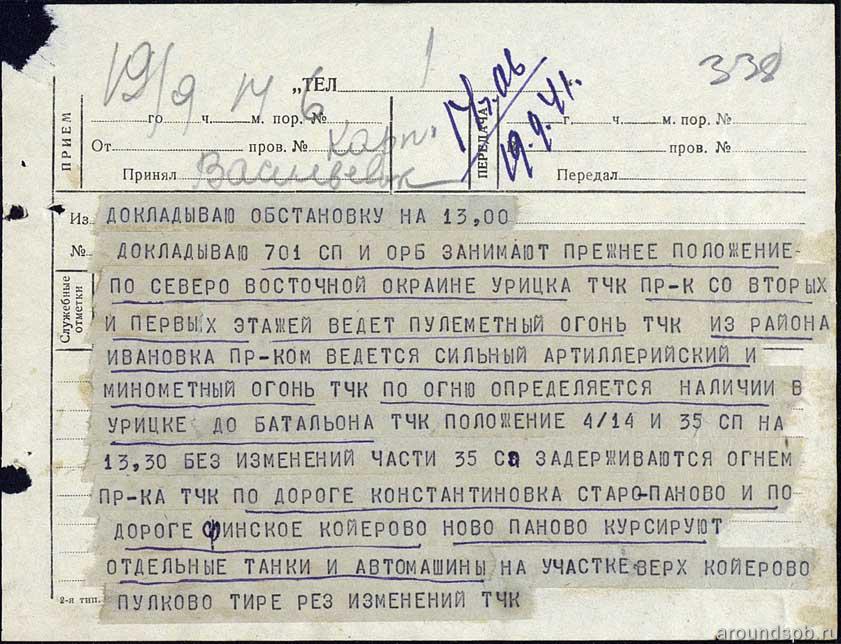 19/9 17 6 1 338
„ТЕЛ
17.06
19.9.41г.
ПРИЕМ
го ч. м. пор. №
От пров. №
Принял
ПЕРЕДАЧА
г. ч. м. пор. №
пров. №
Передал
Из
№
Служебные отметки
ДОКЛАДЫВАЮ ОБСТАНОВКУ НА 13,00
ДОКЛАДЫВАЮ 701 СП И ОРБ ЗАНИМАЮТ ПРЕЖНЕЕ ПОЛОЖЕНИЕ
ПО СЕВЕРО ВОСТОЧНОЙ ОКРАИНЕ УРИЦКА ТЧК ПР-К СО ВТОРЫХ
И ПЕРВЫХ ЭТАЖЕЙ ВЕДЕТ ПУЛЕМЕТНЫЙ ОГОНЬ ТЧК ИЗ РАЙОНА
ИВАНОВКА ПР-КОМ ВЕДЕТСЯ СИЛЬНЫЙ АРТИЛЛЕРИЙСКИЙ И
МИНОМЕТНЫЙ ОГОНЬ ТЧК ПО ОГНЮ ОПРЕДЕЛЯЕТСЯ НАЛИЧИИ В
УРИЦКЕ ДО БАТАЛЬОНА ТЧК ПОЛОЖЕНИЕ 4/14 И 35 СП НА
13,30 БЕЗ ИЗМЕНЕНИЙ ЧАСТИ 35 СП ЗАДЕРЖИВАЮТСЯ ОГНЕМ
ПР-КА ТЧК ПО ДОРОГЕ КОНСТАНТИНОВКА СТАРО-ПАНОВО И ПО
ДОРОГЕ ФИНСКОЕ КОЙЕРОВО НОВО ПАНОВО КУРСИРУЮТ
ОТДЕЛЬНЫЕ ТАНКИ И АВТОМАШИНЫ НА УЧАСТКЕ ВЕРХ КОЙЕРОВО
ПУЛКОВО ТИРЕ РЕЗ ИЗМЕНЕНИЙ ТЧК
2-я тип.
aroundspb.ru